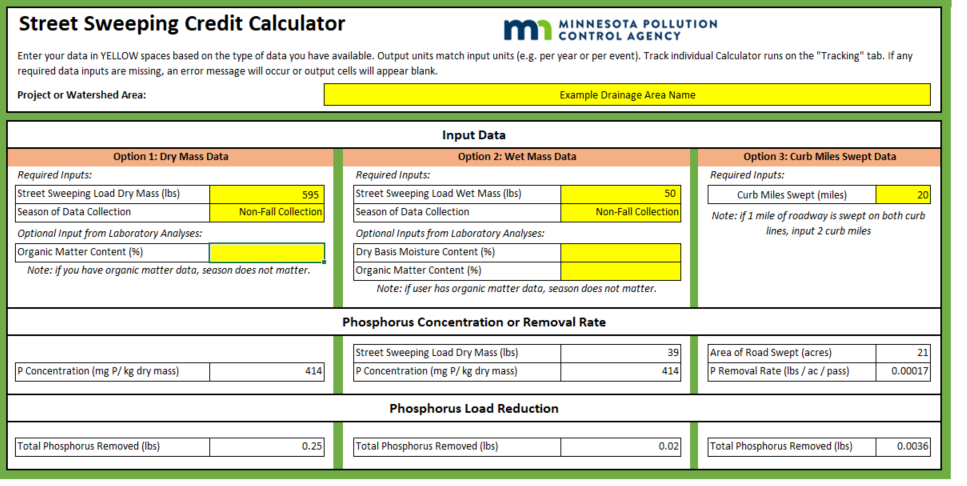 Street Sweeping Credit Calculator
MINNESOTA POLLUTION
CONTROL AGENCY
Enter your data in YELLOW spaces based on the type of data you have available. Output units match input units (e.g. per year or per event). Track individual Calculator runs on the "Tracking" tab. If any
required data inputs are missing, an error message will occur or output cells will appear blank.
Project or Watershed Area: Example Drainage Area Name
Input Data
Option 1: Dry Mass Data
Required Inputs:
Street Sweeping Load Dry Mass (lbs) 595
Season of Data Collection Non-Fall Collection
Optional Input from Laboratory Analyses:
Organic Matter Content (%)
Note: if you have organic matter data, season does not matter.
Option 2: Wet Mass Data
Required Inputs:
Street Sweeping Load Wet Mass (lbs) 50
Season of Data Collection Non-Fall Collection
Optional Inputs from Laboratory Analyses:
Dry Basis Moisture Content (%)
Organic Matter Content (%)
Note: if user has organic matter data, season does not matter.
Option 3: Curb Miles Swept Data
Required Inputs:
Curb Miles Swept (miles) 20
Note: if 1 mile of roadway is swept on both curb
lines, input 2 curb miles
Phosphorus Concentration or Removal Rate
P Concentration (mg P/ kg dry mass) 414
Street Sweeping Load Dry Mass (lbs) 39
P Concentration (mg P/ kg dry mass) 414
Area of Road Swept (acres) 21
P Removal Rate (lbs / ac / pass) 0.00017
Phosphorus Load Reduction
Total Phosphorus Removed (lbs) 0.25
Total Phosphorus Removed (lbs) 0.02
Total Phosphorus Removed (lbs) 0.0036